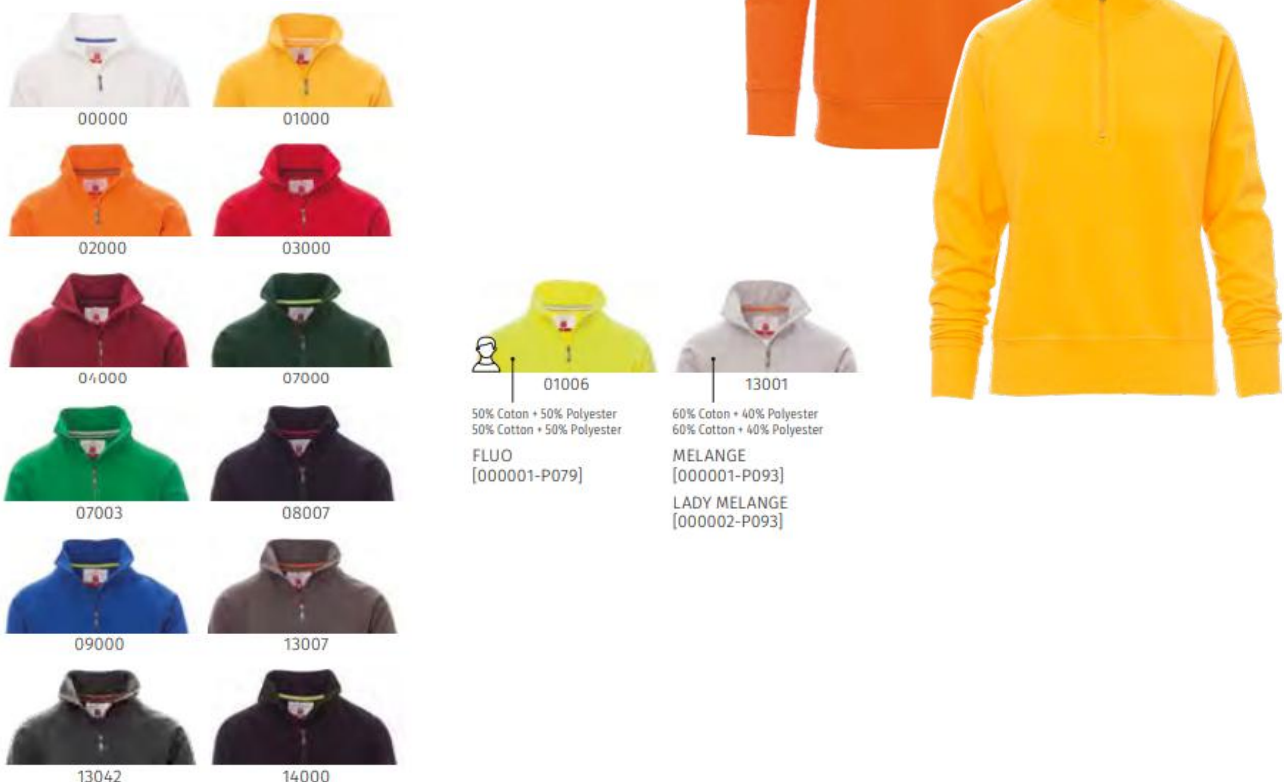 00000
01000
02000
03000
04000
07000
07003
08007
09000
13007
13042
14000
01006
50% Coton + 50% Polyester
50% Cotton + 50% Polyester
FLUO
[000001-P079]
13001
60% Coton + 40% Polyester
60% Cotton + 40% Polyester
MELANGE
[000001-P093]
LADY MELANGE
[000002-P093]